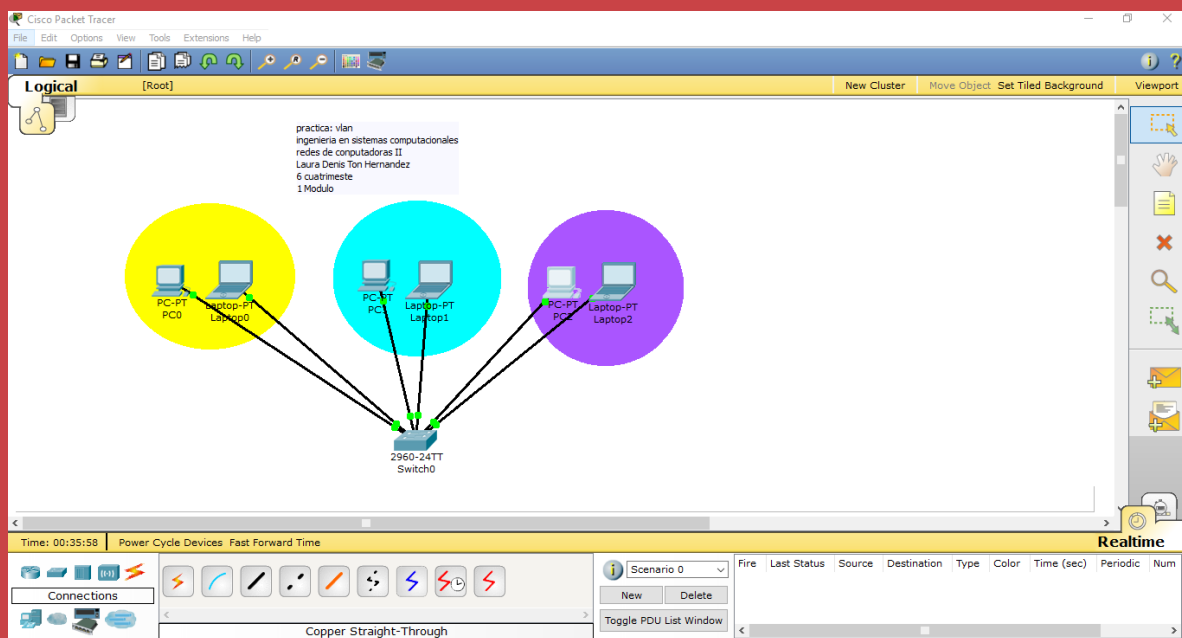 Cisco Packet Tracer
File Edit Options View Tools Extensions Help
Logical [Root] New Cluster Move Object Set Tiled Background Viewport
practica: vlan
ingenieria en sistemas computacionales
redes de conputadoras II
Laura Denis Ton Hernandez
6 cuatrimeste
1 Modulo
PC-PT
PC0
Laptop-PT
Laptop0
PC-PT
PC1
Laptop-PT
Laptop1
PC-PT
PC2
Laptop-PT
Laptop2
2960-24TT
Switch0
Time: 00:35:58 Power Cycle Devices Fast Forward Time Realtime
Connections
Copper Straight-Through
Scenario 0
New Delete
Toggle PDU List Window
Fire Last Status Source Destination Type Color Time (sec) Periodic Num